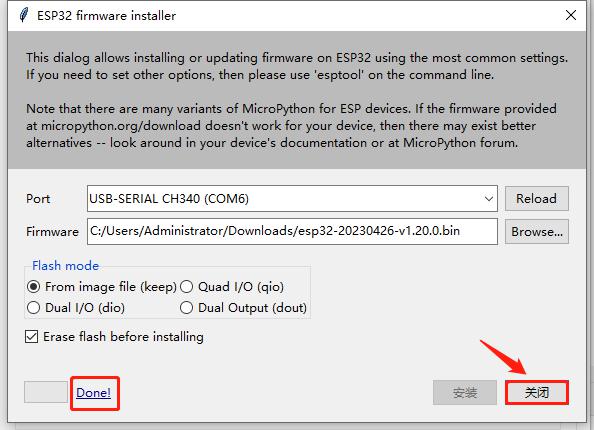 ESP32 firmware installer
This dialog allows installing or updating firmware on ESP32 using the most common settings.
If you need to set other options, then please use 'esptool' on the command line.
Note that there are many variants of MicroPython for ESP devices. If the firmware provided
at micropython.org/download doesn't work for your device, then there may exist better
alternatives -- look around in your device's documentation or at MicroPython forum.
Port USB-SERIAL CH340 (COM6) Reload
Firmware C:/Users/Administrator/Downloads/esp32-20230426-v1.20.0.bin Browse...
Flash mode
From image file (keep) Quad I/O (qio)
Dual I/O (dio) Dual Output (dout)
Erase flash before installing
Done! 安装 关闭